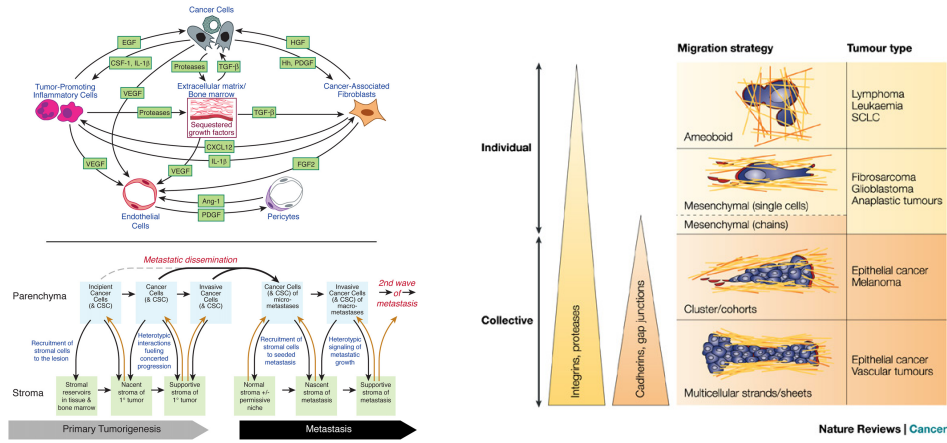 Cancer Cells
EGF
HGF
CSF-1, IL-1β
Hh, PDGF
Proteases
TGF-β
Tumor-Promoting
Inflammatory Cells
VEGF
Extracellular matrix/
Bone marrow
Cancer-Associated
Fibroblasts
Proteases
Sequestered
growth factors
TGF-β
CXCL12
IL-1β
VEGF
VEGF
FGF2
Ang-1
PDGF
Endothelial
Cells
Pericytes
Metastatic dissemination
Parenchyma
Incipient
Cancer
Cells
(& CSC)
Cancer
Cells
(& CSC)
Invasive
Cancer
Cells
(& CSC)
Cancer Cells
(& CSC) of
micro-
metastases
Invasive
Cancer Cells
(& CSC) of
macro-
metastases
2nd wave
of
metastasis
Recruitment of
stromal cells
to the lesion
Heterotypic
interactions
fueling
concerted
progression
Recruitment of
stromal cells
to seeded
metastasis
Heterotypic
signaling of
metastatic
growth
Stroma
Stromal
reservoirs
in tissue &
bone marrow
Nacent
stroma of
1° tumor
Supportive
stroma of
1° tumor
Normal
stroma +/-
permissive
niche
Nascent
stroma of
metastasis
Supportive
stroma of
metastasis
Primary Tumorigenesis
Metastasis
Migration strategy
Tumour type
Individual
Collective
Integrins, proteases
Cadherins, gap junctions
Ameoboid
Lymphoma
Leukaemia
SCLC
Mesenchymal (single cells)
Mesenchymal (chains)
Fibrosarcoma
Glioblastoma
Anaplastic tumours
Cluster/cohorts
Epithelial cancer
Melanoma
Multicellular strands/sheets
Epithelial cancer
Vascular tumours
Nature Reviews | Cancer